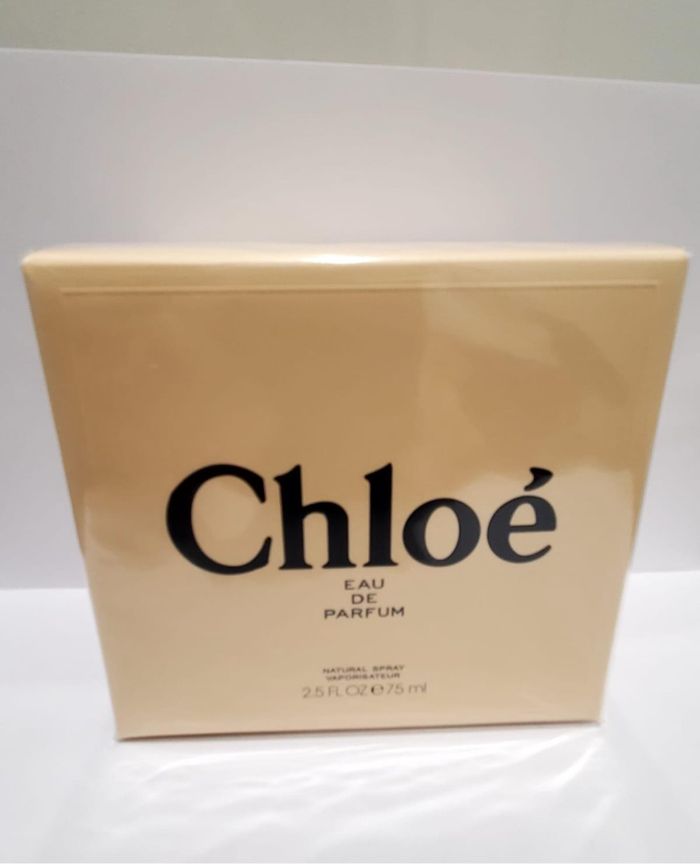 Chloé
EAU
DE
PARFUM
NATURAL SPRAY
VAPORISATEUR
2.5 FL OZ ℮ 75 ml